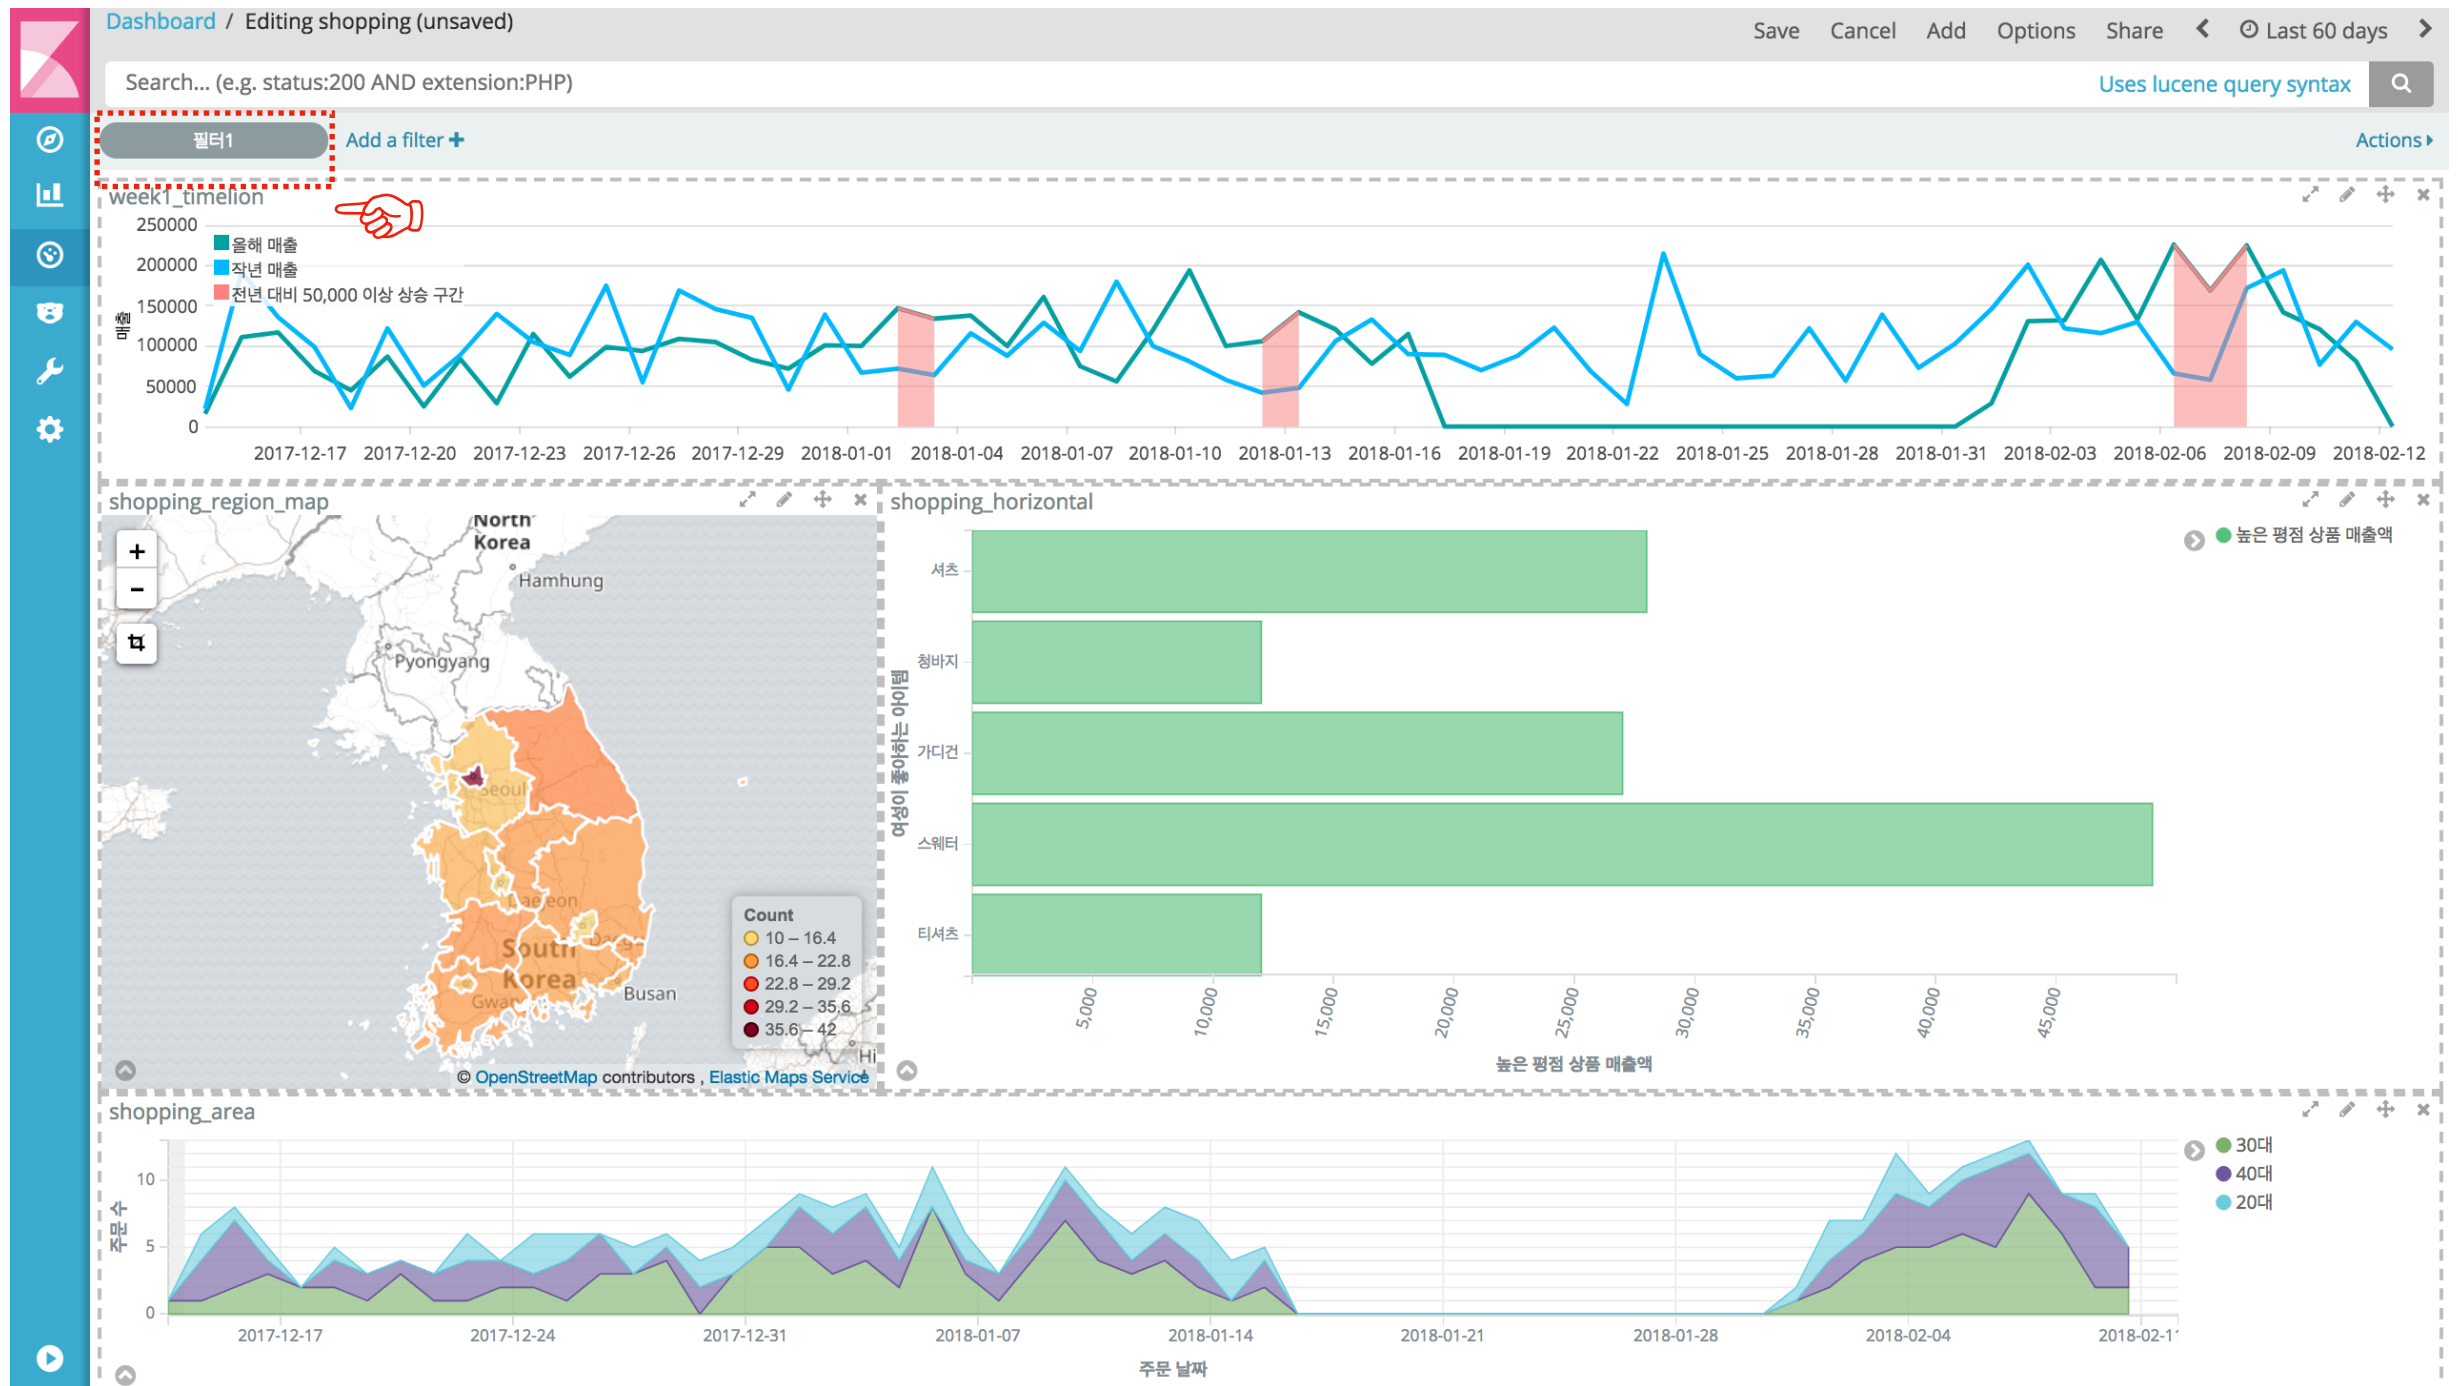 Dashboard / Editing shopping (unsaved)
Save Cancel Add Options Share Last 60 days
Search... (e.g. status:200 AND extension:PHP)
Uses lucene query syntax
필터1
Add a filter
Actions
week1_timelion
250000
200000
150000
100000
50000
0
매출
올해 매출
작년 매출
전년 대비 50,000 이상 상승 구간
2017-12-17 2017-12-20 2017-12-23 2017-12-26 2017-12-29 2018-01-01 2018-01-04 2018-01-07 2018-01-10 2018-01-13 2018-01-16 2018-01-19 2018-01-22 2018-01-25 2018-01-28 2018-01-31 2018-02-03 2018-02-06 2018-02-09 2018-02-12
shopping_region_map
+
−
North
Korea
Hamhung
Pyongyang
Seoul
Daejeon
Daegu
South
Korea
Gwan
Busan
Hi
Count
10 – 16.4
16.4 – 22.8
22.8 – 29.2
29.2 – 35.6
35.6 – 42
© OpenStreetMap contributors , Elastic Maps Service
shopping_horizontal
여성이 좋아하는 아이템
셔츠
청바지
가디건
스웨터
티셔츠
5,000 10,000 15,000 20,000 25,000 30,000 35,000 40,000 45,000
높은 평점 상품 매출액
높은 평점 상품 매출액
shopping_area
주문 수
10
5
0
2017-12-17 2017-12-24 2017-12-31 2018-01-07 2018-01-14 2018-01-21 2018-01-28 2018-02-04 2018-02-1
주문 날짜
30대
40대
20대